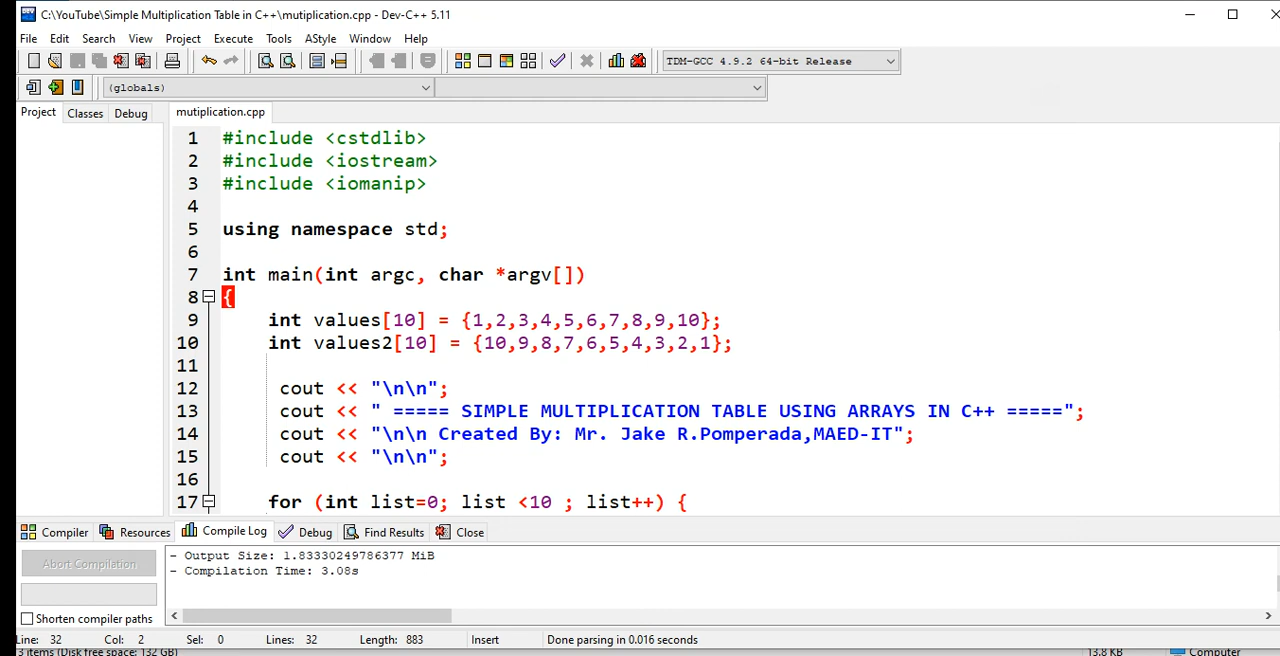 C:\YouTube\Simple Multiplication Table in C++\mutiplication.cpp - Dev-C++ 5.11
File Edit Search View Project Execute Tools AStyle Window Help
TDM-GCC 4.9.2 64-bit Release
(globals)
Project Classes Debug mutiplication.cpp
1 #include <cstdlib>
2 #include <iostream>
3 #include <iomanip>
4
5 using namespace std;
6
7 int main(int argc, char *argv[])
8 {
9 int values[10] = {1,2,3,4,5,6,7,8,9,10};
10 int values2[10] = {10,9,8,7,6,5,4,3,2,1};
11
12 cout << "\n\n";
13 cout << " ===== SIMPLE MULTIPLICATION TABLE USING ARRAYS IN C++ =====";
14 cout << "\n\n Created By: Mr. Jake R.Pomperada,MAED-IT";
15 cout << "\n\n";
16
17 for (int list=0; list <10 ; list++) {
Compiler Resources Compile Log Debug Find Results Close
- Output Size: 1.83330249786377 MiB
Abort Compilation
- Compilation Time: 3.08s
Shorten compiler paths
Line: 32 Col: 2 Sel: 0 Lines: 32 Length: 883 Insert Done parsing in 0.016 seconds
3 items (Disk free space: 132 GB) 13.8 KB Computer